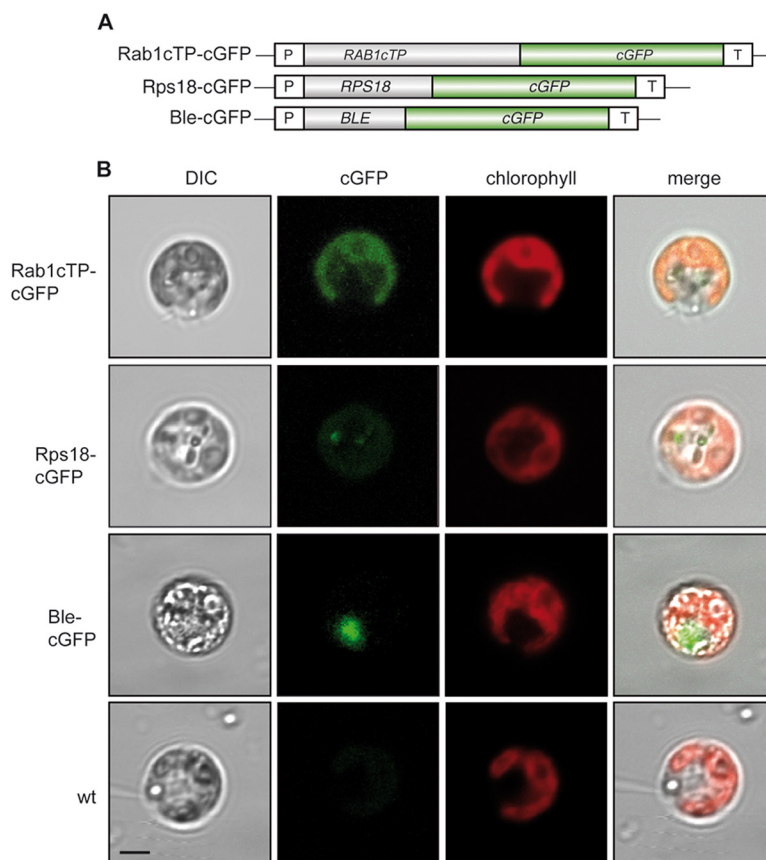 A
Rab1cTP-cGFP P RAB1cTP cGFP T
Rps18-cGFP P RPS18 cGFP T
Ble-cGFP P BLE cGFP T
B
DIC cGFP chlorophyll merge
Rab1cTP-
cGFP
Rps18-
cGFP
Ble-
cGFP
wt